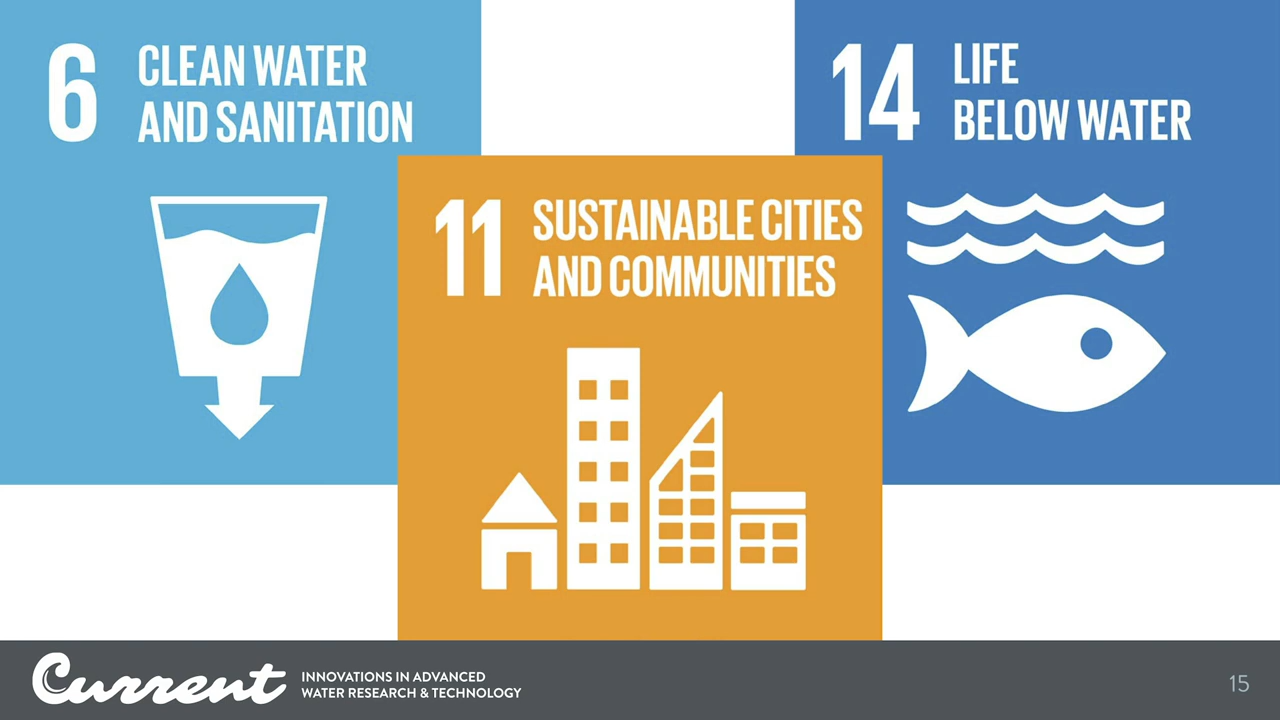 6
CLEAN WATER
AND SANITATION
14
LIFE
BELOW WATER
11
SUSTAINABLE CITIES
AND COMMUNITIES
Current
INNOVATIONS IN ADVANCED
WATER RESEARCH & TECHNOLOGY
15